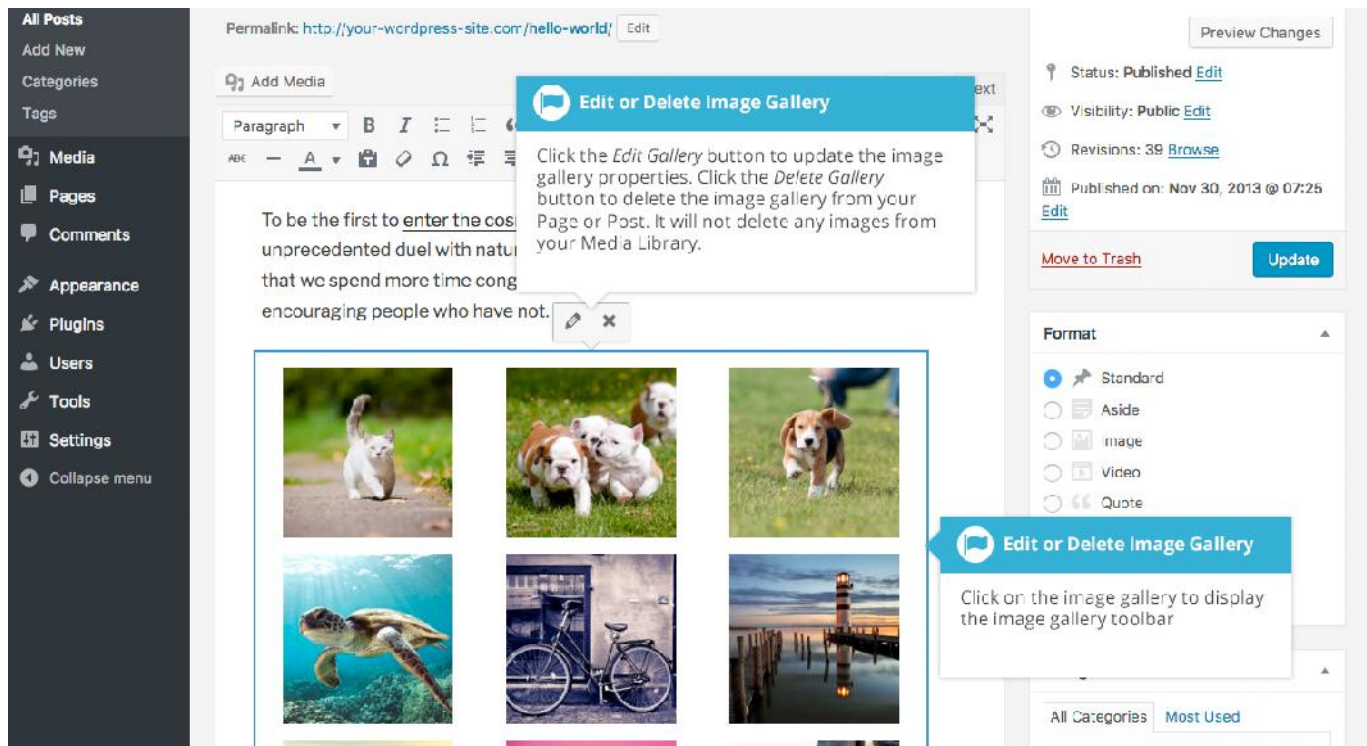 All Posts
Add New
Categories
Tags
Media
Pages
Comments
Appearance
Plugins
Users
Tools
Settings
Collapse menu
Permalink: http://your-wordpress-site.com/hello-world/ Edit
Add Media
ext
Paragraph B I
ABC A Ω
To be the first to enter the cos
unprecedented duel with natu
that we spend more time cong
encouraging people who have not.
Edit or Delete Image Gallery
Click the Edit Gallery button to update the image
gallery properties. Click the Delete Gallery
button to delete the image gallery from your
Page or Post. It will not delete any images from
your Media Library.
Preview Changes
Status: Published Edit
Visibility: Public Edit
Revisions: 39 Browse
Published on: Nov 30, 2013 @ 07:25
Edit
Move to Trash Update
Format
Standard
Aside
Image
Video
Quote
Edit or Delete Image Gallery
Click on the image gallery to display
the image gallery toolbar
All Categories Most Used